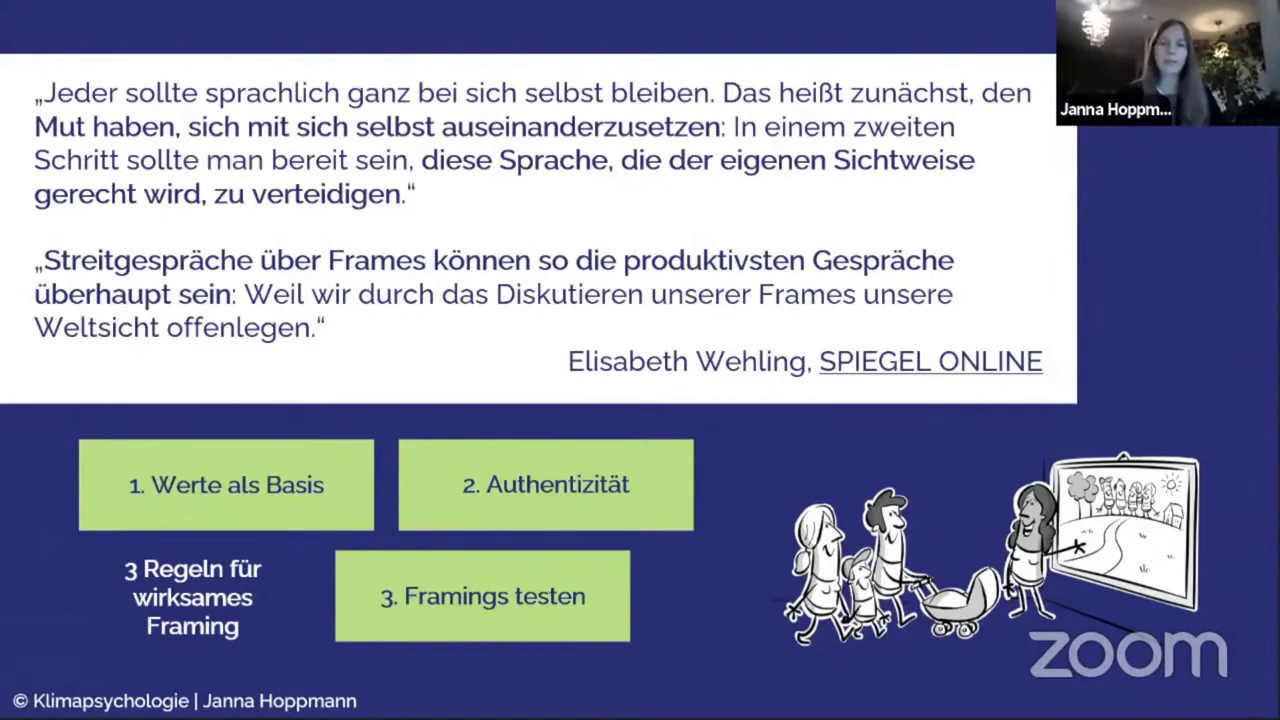 „Jeder sollte sprachlich ganz bei sich selbst bleiben. Das heißt zunächst, den
Mut haben, sich mit sich selbst auseinanderzusetzen: In einem zweiten
Schritt sollte man bereit sein, diese Sprache, die der eigenen Sichtweise
gerecht wird, zu verteidigen.“
„Streitgespräche über Frames können so die produktivsten Gespräche
überhaupt sein: Weil wir durch das Diskutieren unserer Frames unsere
Weltsicht offenlegen.“
Elisabeth Wehling, SPIEGEL ONLINE
Janna Hoppm...
1. Werte als Basis
2. Authentizität
3 Regeln für
wirksames
Framing
3. Framings testen
zoom
© Klimapsychologie | Janna Hoppmann